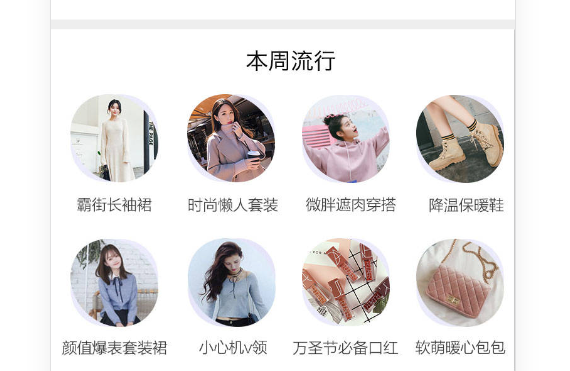 本周流行
霸街长袖裙
时尚懒人套装
微胖遮肉穿搭
降温保暖鞋
颜值爆表套装裙
小心机v领
万圣节必备口红
软萌暖心包包